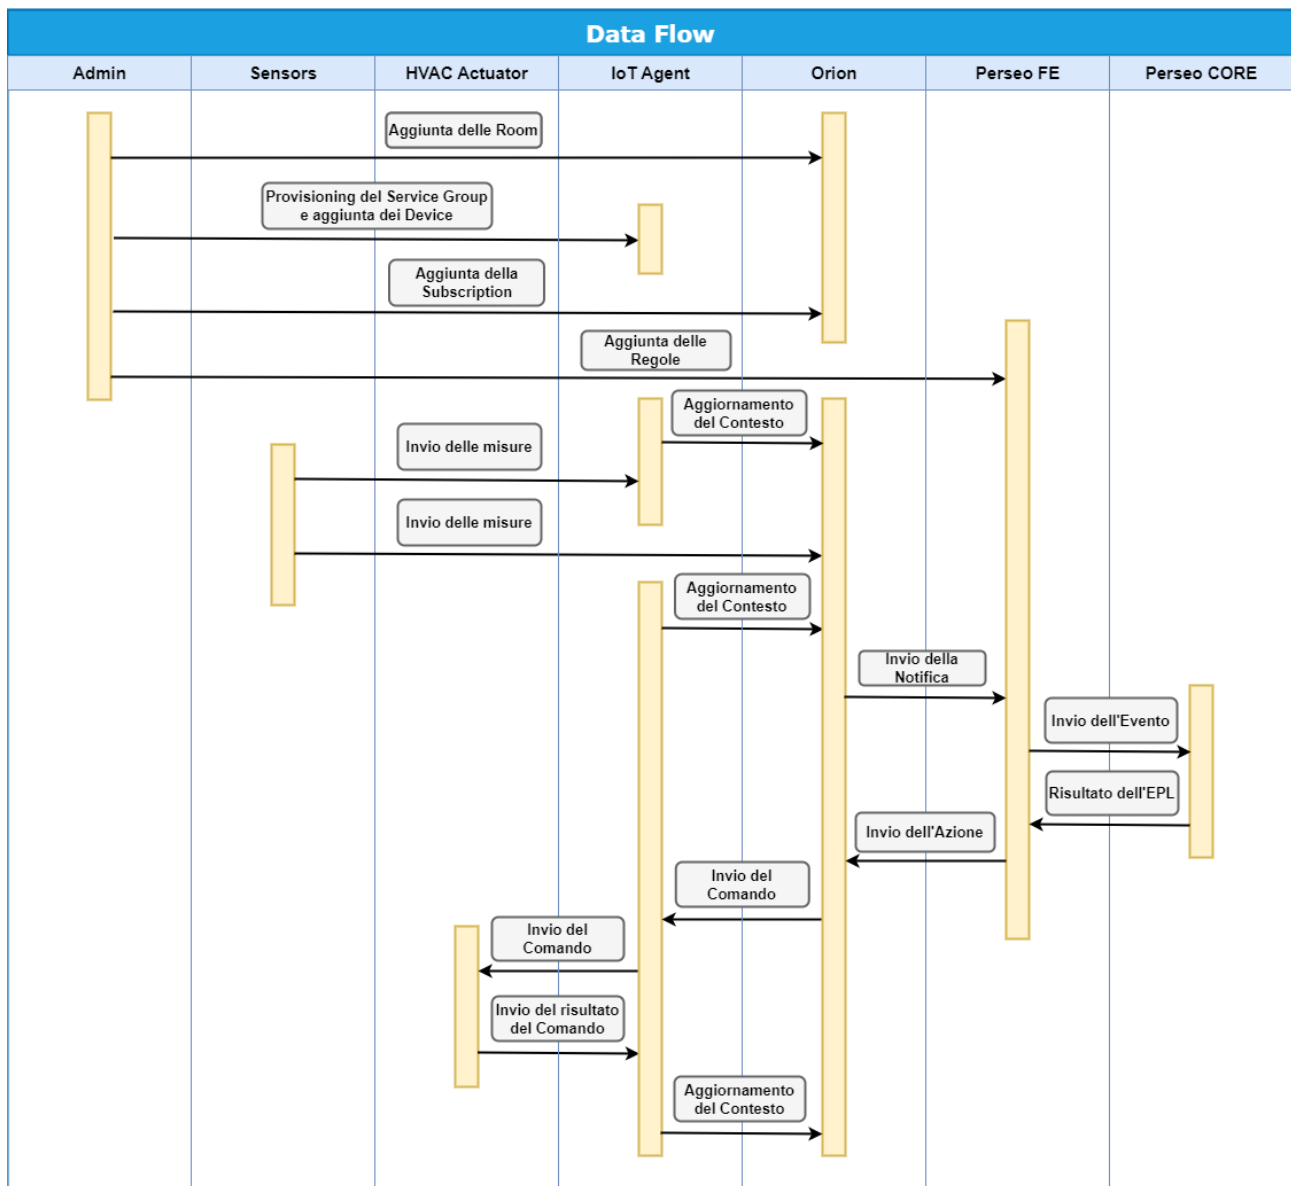 Data Flow
Admin
Sensors
HVAC Actuator
IoT Agent
Orion
Perseo FE
Perseo CORE
Aggiunta delle Room
Provisioning del Service Group
e aggiunta dei Device
Aggiunta della
Subscription
Aggiunta delle
Regole
Aggiornamento
del Contesto
Invio delle misure
Invio delle misure
Aggiornamento
del Contesto
Invio della
Notifica
Invio dell'Evento
Risultato dell'EPL
Invio dell'Azione
Invio del
Comando
Invio del
Comando
Invio del risultato
del Comando
Aggiornamento
del Contesto